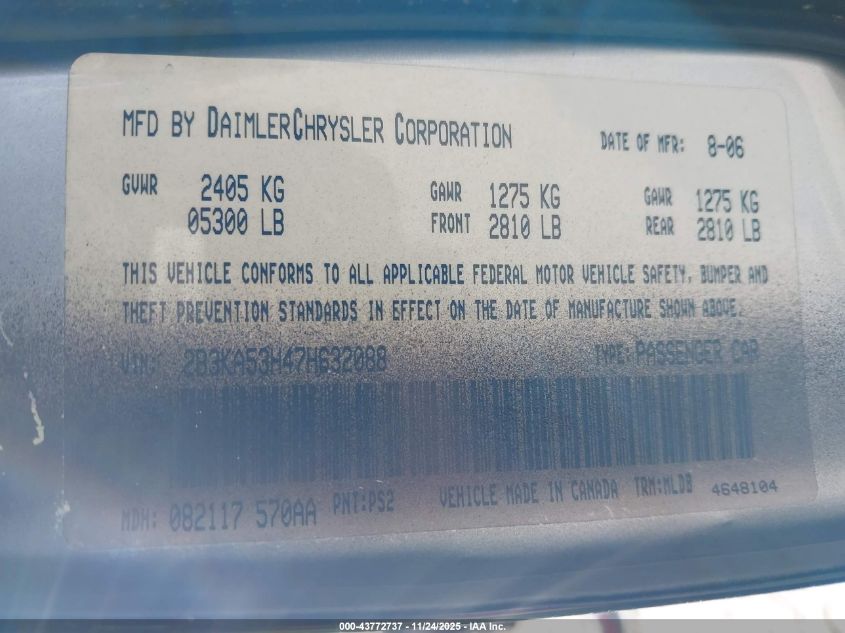 MFD BY DAIMLERCHRYSLER CORPORATION DATE OF MFR: 8-06
GVWR 2405 KG GAWR 1275 KG GAWR 1275 KG
05300 LB FRONT 2810 LB REAR 2810 LB
THIS VEHICLE CONFORMS TO ALL APPLICABLE FEDERAL MOTOR VEHICLE SAFETY, BUMPER AND
THEFT PREVENTION STANDARDS IN EFFECT ON THE DATE OF MANUFACTURE SHOWN ABOVE.
VIN: 2B3KA53H47H632088 TYPE: PASSENGER CAR
MDH: 082117 570AA PNT:PS2 VEHICLE MADE IN CANADA TRM:MLDB 4648104
000-43772737 - 11/24/2025 - IAA Inc.